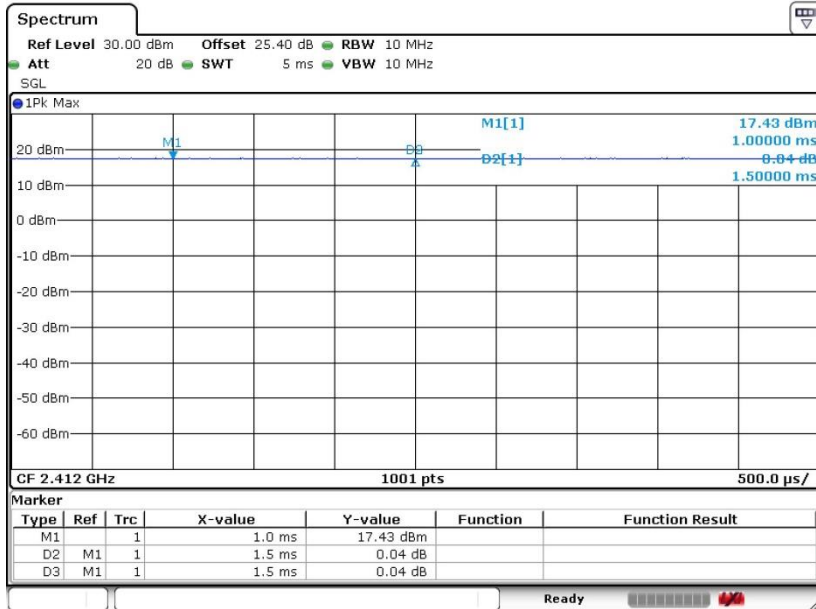 Spectrum
Ref Level 30.00 dBm Offset 25.40 dB RBW 10 MHz
Att 20 dB SWT 5 ms VBW 10 MHz
SGL
1Pk Max
M1[1] 17.43 dBm
1.00000 ms
D2[1] 0.04 dB
1.50000 ms
M1
20 dBm
10 dBm
0 dBm
-10 dBm
-20 dBm
-30 dBm
-40 dBm
-50 dBm
-60 dBm
CF 2.412 GHz 1001 pts 500.0 µs/
Marker
Type Ref Trc X-value Y-value Function Function Result
M1 1 1.0 ms 17.43 dBm
D2 M1 1 1.5 ms 0.04 dB
D3 M1 1 1.5 ms 0.04 dB
Ready